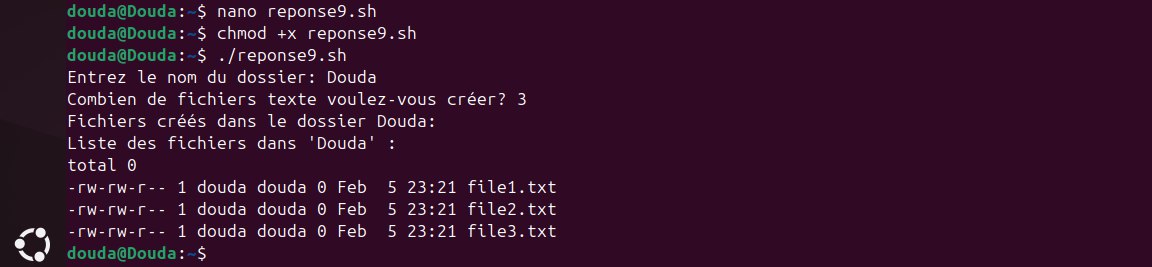 douda@Douda:~$ nano reponse9.sh
douda@Douda:~$ chmod +x reponse9.sh
douda@Douda:~$ ./reponse9.sh
Entrez le nom du dossier: Douda
Combien de fichiers texte voulez-vous créer? 3
Fichiers créés dans le dossier Douda:
Liste des fichiers dans 'Douda' :
total 0
-rw-rw-r-- 1 douda douda 0 Feb  5 23:21 file1.txt
-rw-rw-r-- 1 douda douda 0 Feb  5 23:21 file2.txt
-rw-rw-r-- 1 douda douda 0 Feb  5 23:21 file3.txt
douda@Douda:~$